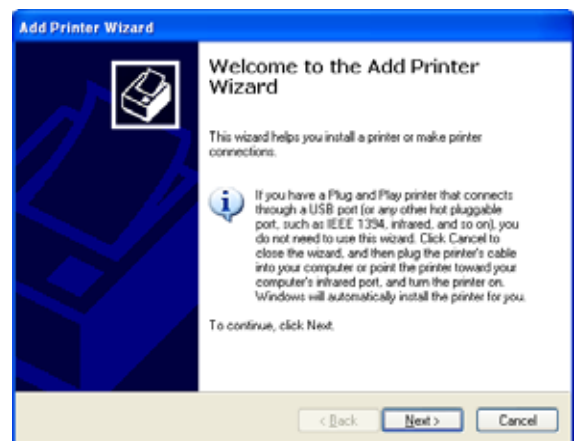 Add Printer Wizard
Welcome to the Add Printer
Wizard
This wizard helps you install a printer or make printer
connections.
If you have a Plug and Play printer that connects
through a USB port (or any other hot pluggable
port, such as IEEE 1394, infrared, and so on), you
do not need to use this wizard. Click Cancel to
close the wizard, and then plug the printer's cable
into your computer or point the printer toward your
computer's infrared port, and turn the printer on.
Windows will automatically install the printer for you.
To continue, click Next.
< Back Next > Cancel